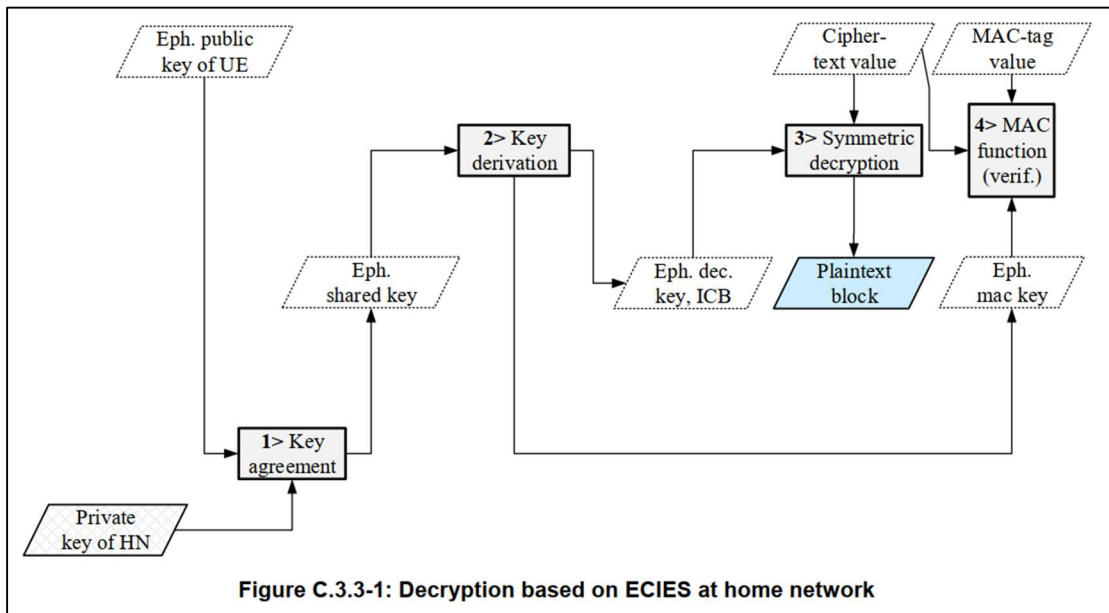 Eph. public
key of UE
Cipher-
text value
MAC-tag
value
2> Key
derivation
3> Symmetric
decryption
4> MAC
function
(verif.)
Eph.
shared key
Eph. dec.
key, ICB
Plaintext
block
Eph.
mac key
1> Key
agreement
Private
key of HN
Figure C.3.3-1: Decryption based on ECIES at home network